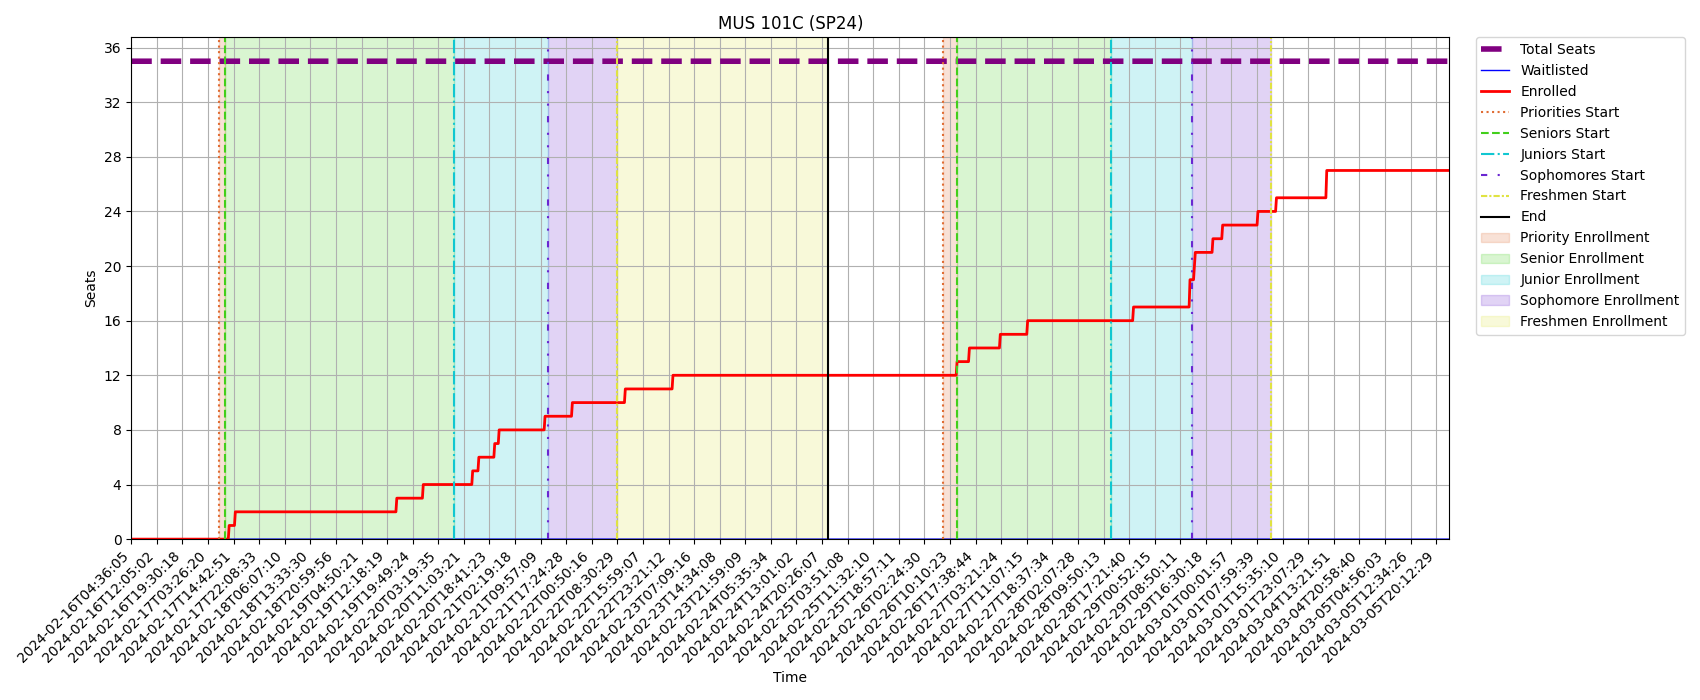 MUS 101C (SP24)
36
32
28
24
20
16
12
8
4
0
Seats
2024-02-16T04:36:05
2024-02-16T12:05:02
2024-02-16T19:30:18
2024-02-17T03:26:20
2024-02-17T14:42:51
2024-02-17T22:08:33
2024-02-18T06:07:10
2024-02-18T13:33:30
2024-02-18T20:59:56
2024-02-19T04:50:21
2024-02-19T12:18:19
2024-02-19T19:49:24
2024-02-20T03:19:35
2024-02-20T11:03:21
2024-02-20T18:41:23
2024-02-21T02:19:18
2024-02-21T09:57:09
2024-02-21T17:24:28
2024-02-22T00:50:16
2024-02-22T08:30:29
2024-02-22T15:59:07
2024-02-22T23:21:12
2024-02-23T07:09:16
2024-02-23T14:34:08
2024-02-23T21:59:09
2024-02-24T05:35:34
2024-02-24T13:01:02
2024-02-24T20:26:07
2024-02-25T03:51:08
2024-02-25T11:32:10
2024-02-25T18:57:11
2024-02-26T02:24:30
2024-02-26T10:10:23
2024-02-26T17:38:44
2024-02-27T03:21:24
2024-02-27T11:07:15
2024-02-27T18:37:34
2024-02-28T02:07:28
2024-02-28T09:50:13
2024-02-28T17:21:40
2024-02-29T00:52:15
2024-02-29T08:50:11
2024-02-29T16:30:18
2024-03-01T00:01:57
2024-03-01T07:59:39
2024-03-01T15:35:10
2024-03-01T23:07:29
2024-03-04T13:21:51
2024-03-04T20:58:40
2024-03-05T04:56:03
2024-03-05T12:34:26
2024-03-05T20:12:29
Time
Total Seats
Waitlisted
Enrolled
Priorities Start
Seniors Start
Juniors Start
Sophomores Start
Freshmen Start
End
Priority Enrollment
Senior Enrollment
Junior Enrollment
Sophomore Enrollment
Freshmen Enrollment